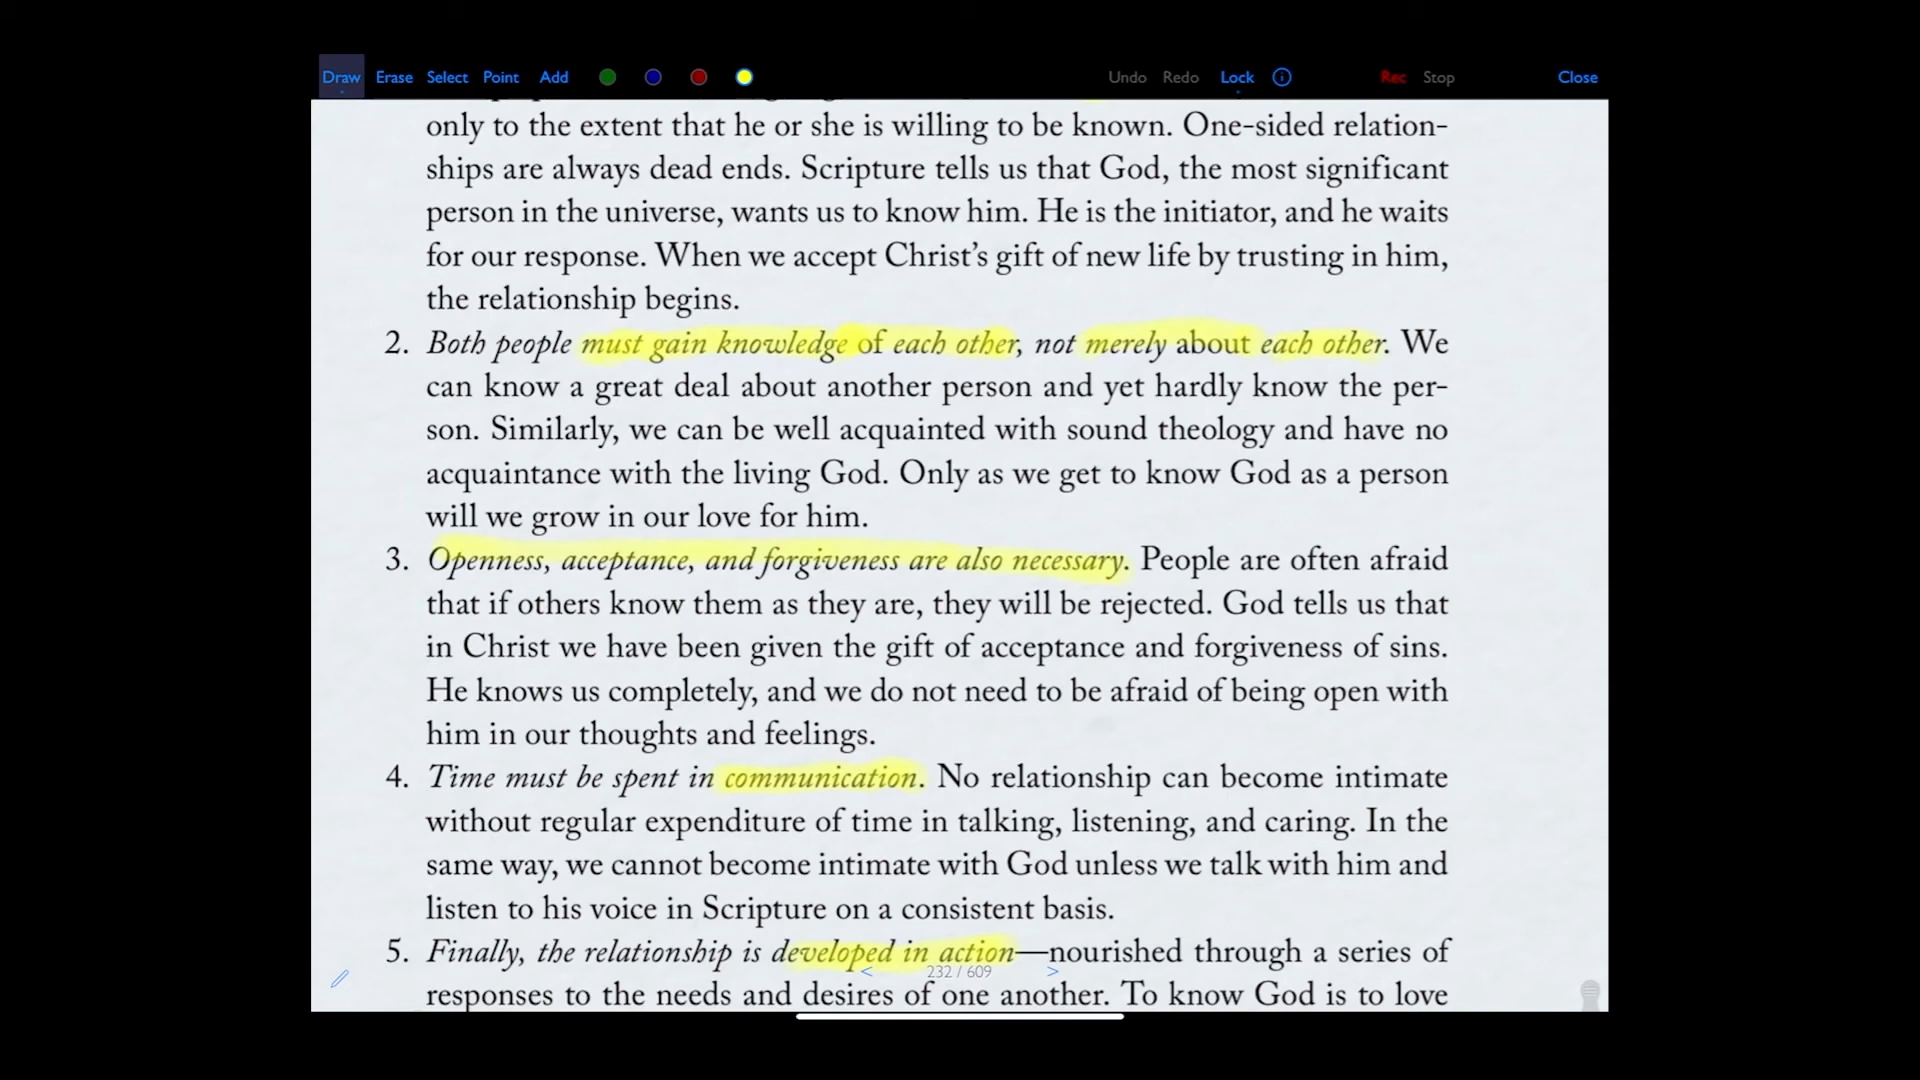 Draw Erase Select Point Add Undo Redo Lock Rec Stop Close
only to the extent that he or she is willing to be known. One-sided relation-
ships are always dead ends. Scripture tells us that God, the most significant
person in the universe, wants us to know him. He is the initiator, and he waits
for our response. When we accept Christ’s gift of new life by trusting in him,
the relationship begins.
2. Both people must gain knowledge of each other, not merely about each other. We
can know a great deal about another person and yet hardly know the per-
son. Similarly, we can be well acquainted with sound theology and have no
acquaintance with the living God. Only as we get to know God as a person
will we grow in our love for him.
3. Openness, acceptance, and forgiveness are also necessary. People are often afraid
that if others know them as they are, they will be rejected. God tells us that
in Christ we have been given the gift of acceptance and forgiveness of sins.
He knows us completely, and we do not need to be afraid of being open with
him in our thoughts and feelings.
4. Time must be spent in communication. No relationship can become intimate
without regular expenditure of time in talking, listening, and caring. In the
same way, we cannot become intimate with God unless we talk with him and
listen to his voice in Scripture on a consistent basis.
5. Finally, the relationship is developed in action—nourished through a series of
< 232 / 609 >
responses to the needs and desires of one another. To know God is to love